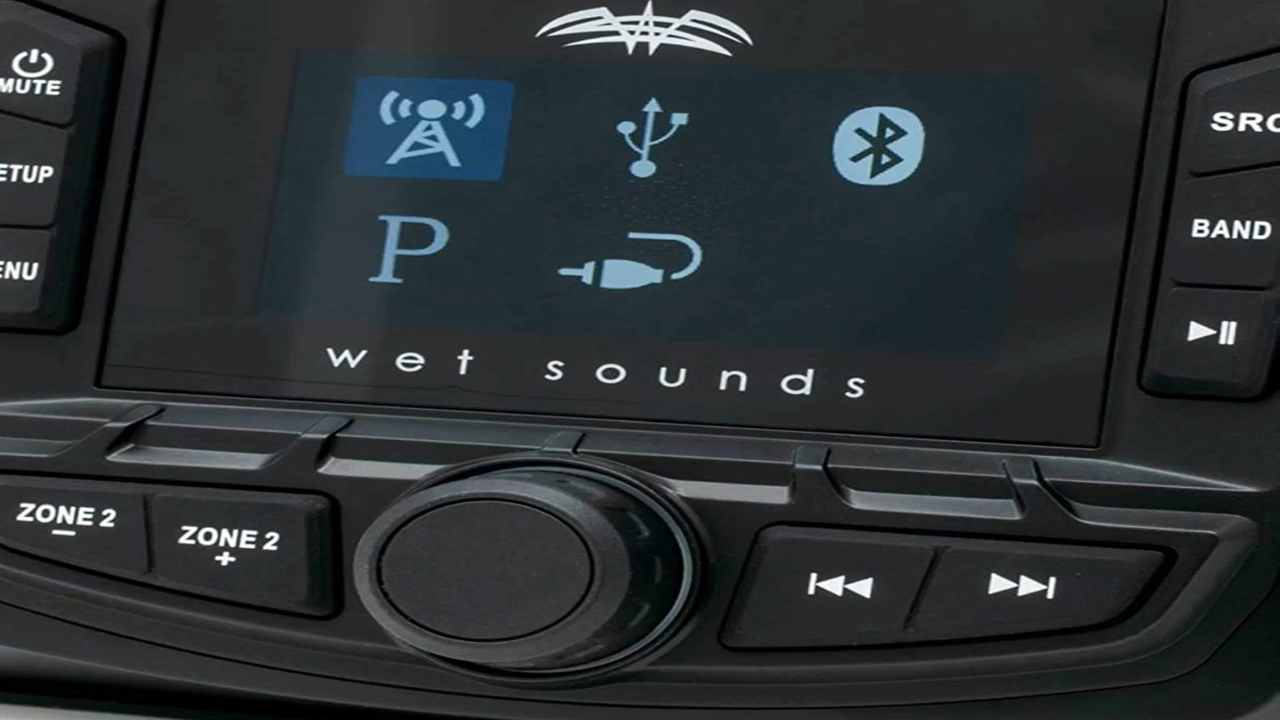 MUTE
ETUP
ENU
P
wet sounds
SRC
BAND
ZONE 2
-
ZONE 2
+